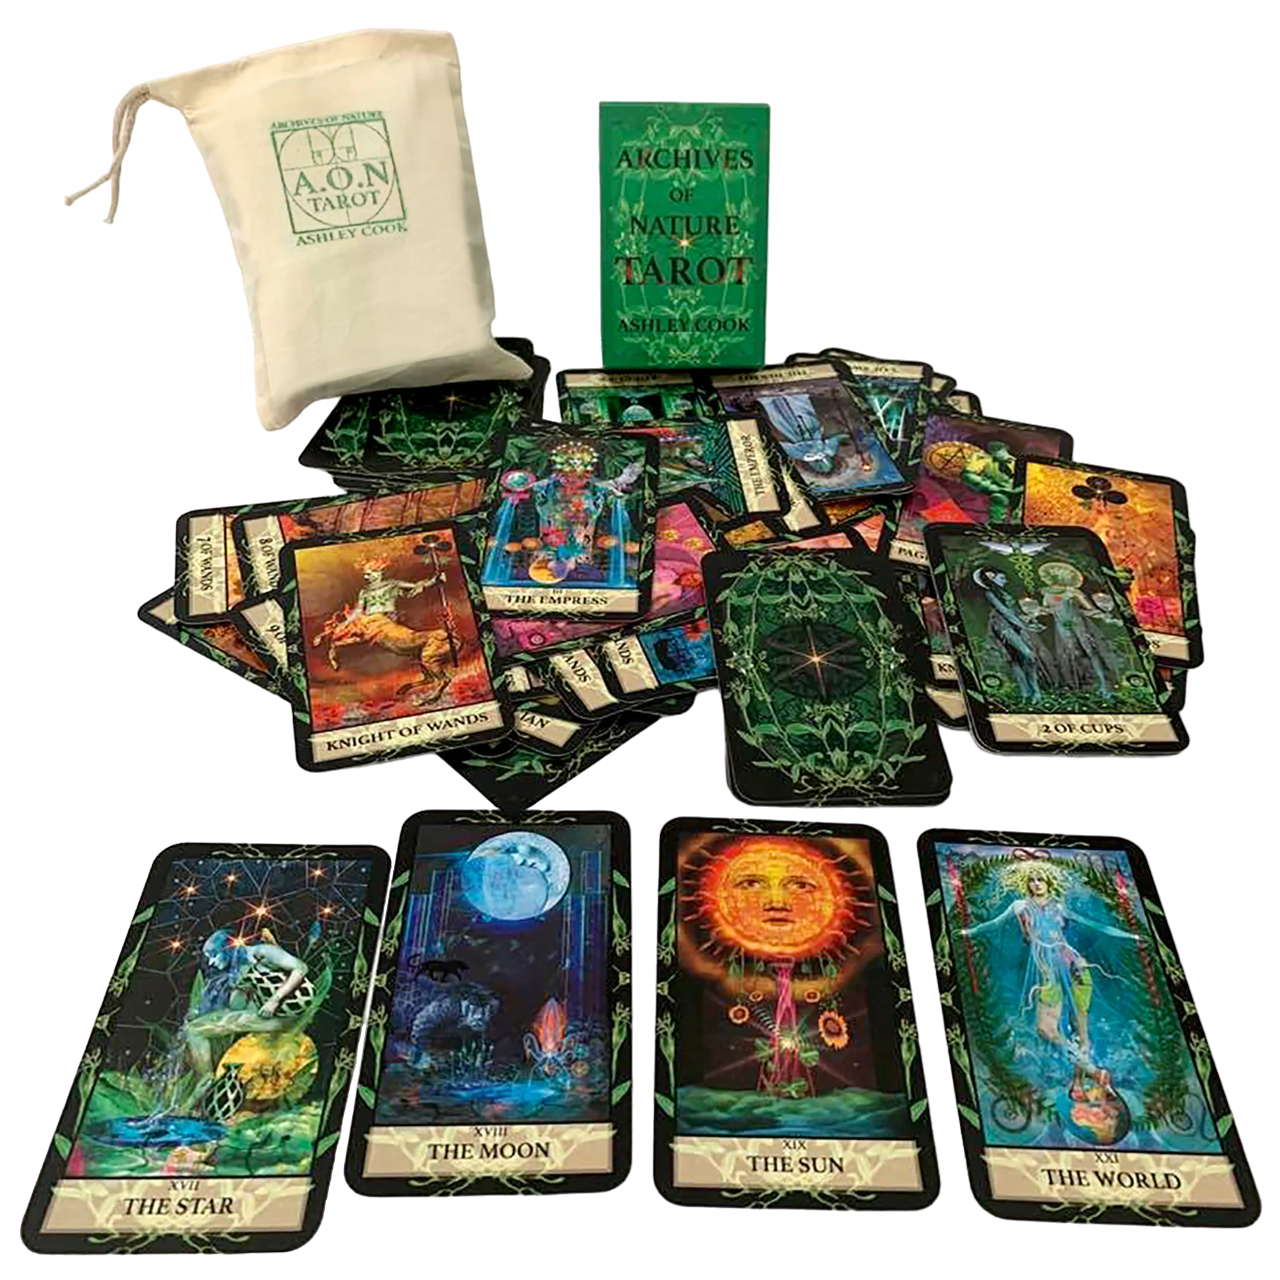 ARCHIVES OF NATURE
A.O.N
TAROT
ASHLEY COOK
ARCHIVES
OF
NATURE
TAROT
ASHLEY COOK
THE EMPEROR
7 OF WANDS
8 OF WANDS
III
THE EMPRESS
KNIGHT OF WANDS
2 OF CUPS
XVII
THE STAR
XVIII
THE MOON
XIX
THE SUN
XXI
THE WORLD